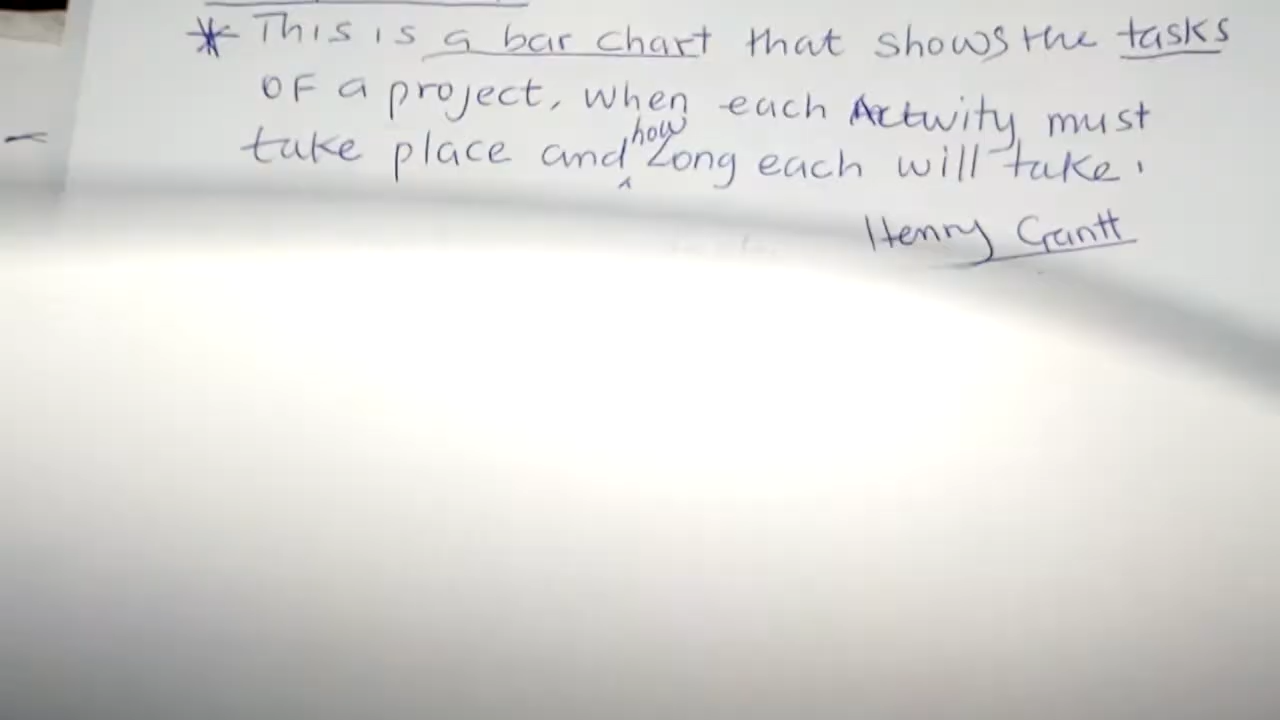 * This is a bar chart that shows the tasks
of a project, when each Activity must
take place and how long each will take.
Henry Gantt